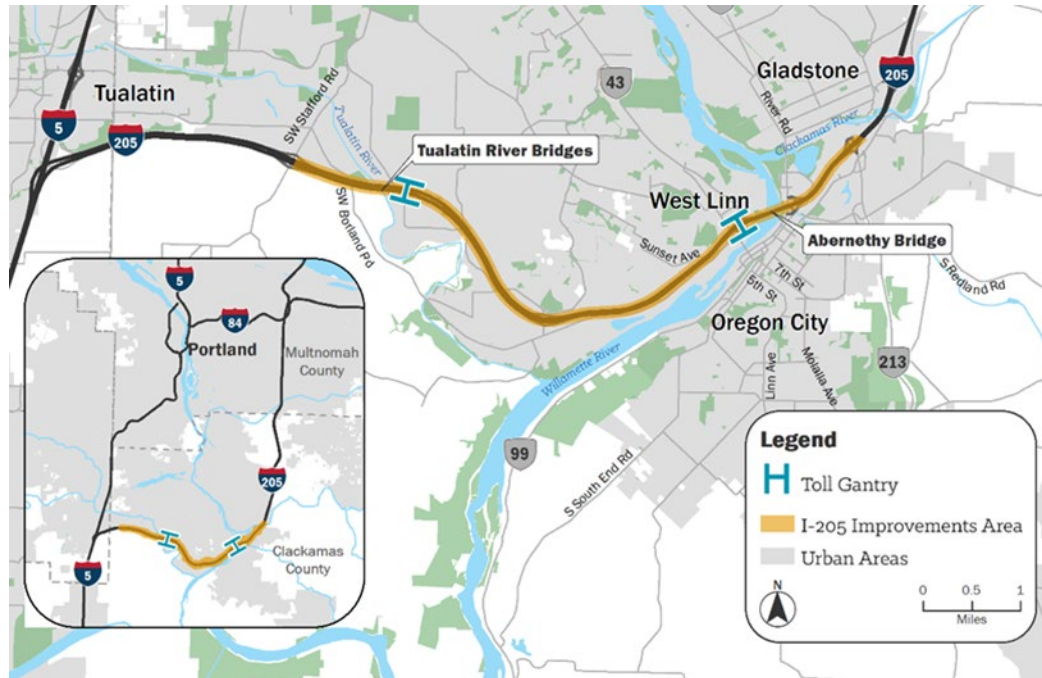 Tualatin
5
205
SW Stafford Rd
Tualatin River
Tualatin River Bridges
SW Borland Rd
43
Gladstone
River Rd
205
Clackamas River
West Linn
Sunset Ave
Abernethy Bridge
7th St
5th St
S Redland Rd
Oregon City
Willamette River
Linn Ave
Molallia Ave
213
99
S South End Rd
5
84
Portland
Multnomah
County
205
Clackamas
County
5
Legend
Toll Gantry
I-205 Improvements Area
Urban Areas
N
0 0.5 1
Miles